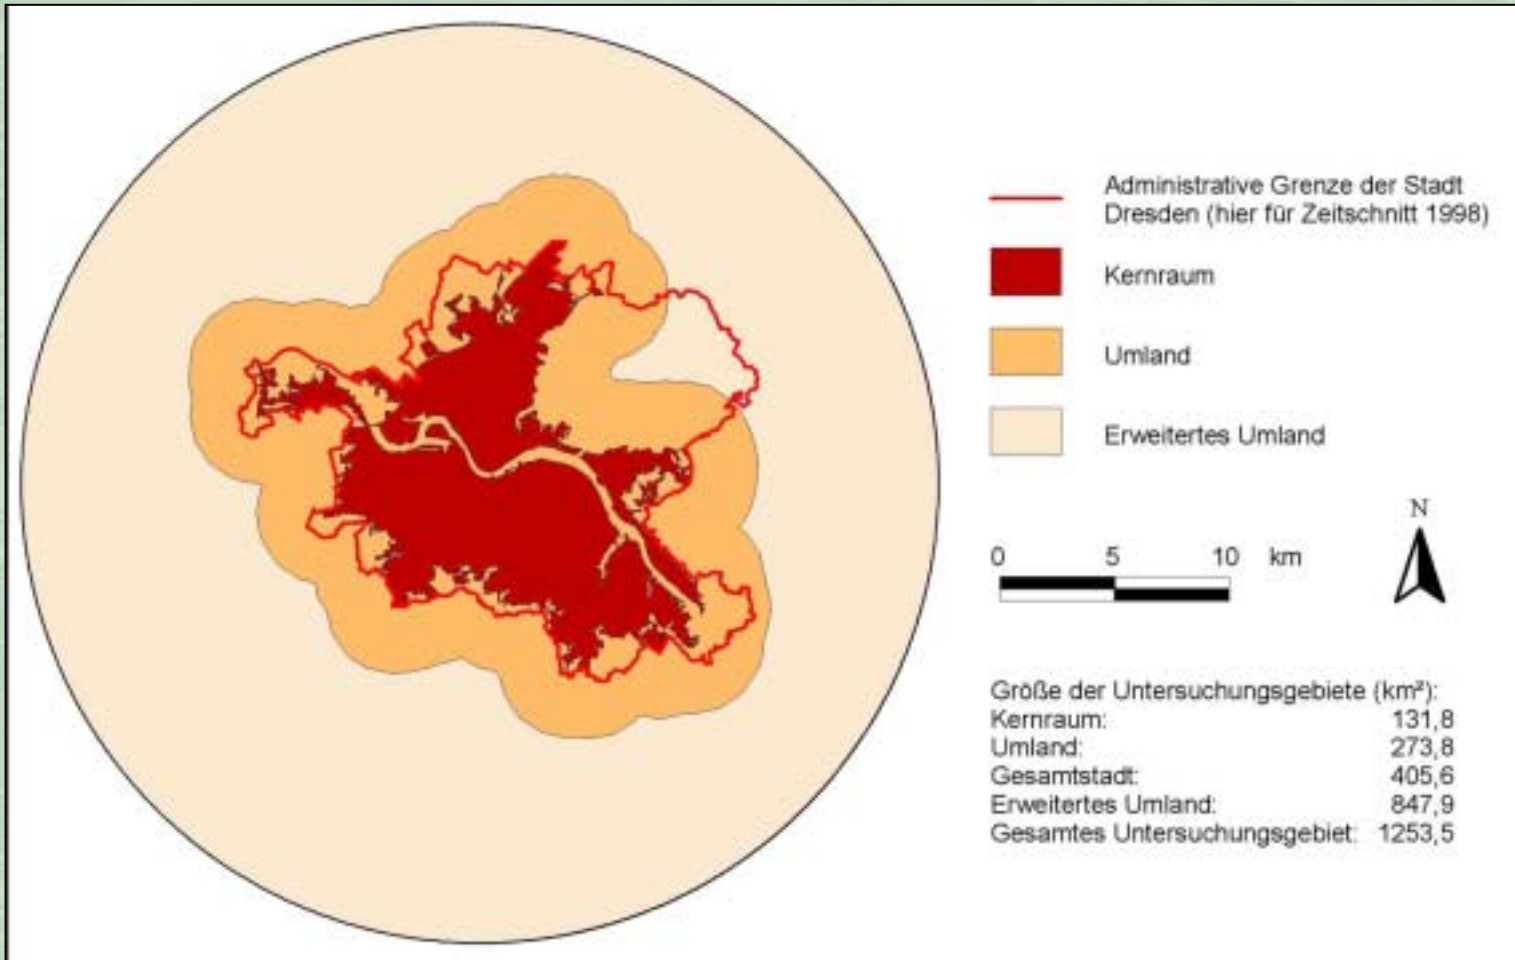 Administrative Grenze der Stadt
Dresden (hier für Zeitschnitt 1998)
Kernraum
Umland
Erweitertes Umland
N
0 5 10 km
Größe der Untersuchungsgebiete (km²):
Kernraum: 131,8
Umland: 273,8
Gesamtstadt: 405,6
Erweitertes Umland: 847,9
Gesamtes Untersuchungsgebiet: 1253,5